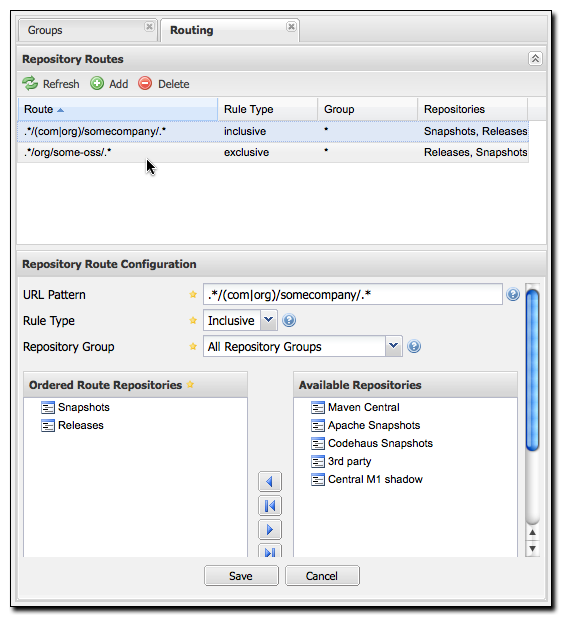 Groups Routing
Repository Routes
Refresh Add Delete
Route Rule Type Group Repositories
.*/(com|org)/somecompany/.* inclusive * Snapshots, Releases
.*/org/some-oss/.* exclusive * Releases, Snapshots
Repository Route Configuration
URL Pattern .*/(com|org)/somecompany/.*
Rule Type Inclusive
Repository Group All Repository Groups
Ordered Route Repositories Available Repositories
Snapshots Maven Central
Releases Apache Snapshots
Codehaus Snapshots
3rd party
Central M1 shadow
Save Cancel